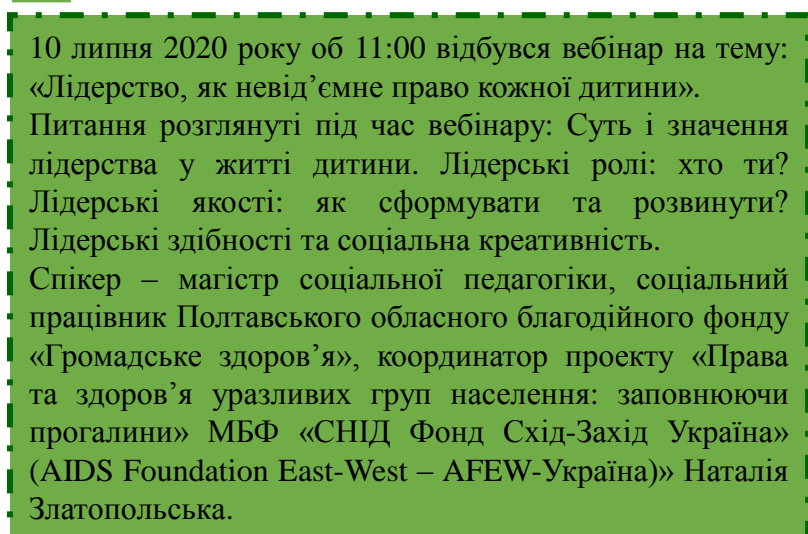 10 липня 2020 року об 11:00 відбувся вебінар на тему:
«Лідерство, як невід’ємне право кожної дитини».
Питання розглянуті під час вебінару: Суть і значення
лідерства у житті дитини. Лідерські ролі: хто ти?
Лідерські якості: як сформувати та розвинути?
Лідерські здібності та соціальна креативність.
Спікер – магістр соціальної педагогіки, соціальний
працівник Полтавського обласного благодійного фонду
«Громадське здоров’я», координатор проекту «Права
та здоров’я уразливих груп населення: заповнюючи
прогалини» МБФ «СНІД Фонд Схід-Захід Україна»
(AIDS Foundation East-West – AFEW-Україна)» Наталія
Златопольська.